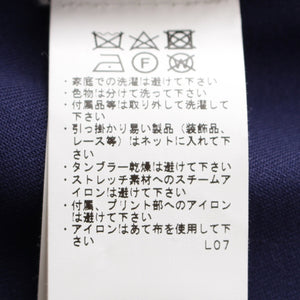 F W
・家庭での洗濯は避けて下さい
・色物は分けて洗って下さい
・付属品等は取り外して洗濯して
下さい
・引っ掛かり易い製品（装飾品、
レース等）はネットに入れて下
さい
・タンブラー乾燥は避けて下さい
・ストレッチ素材へのスチームア
イロンは避けて下さい
・付属、プリント部へのアイロン
は避けて下さい
・アイロンはあて布を使用して下
さい
L07